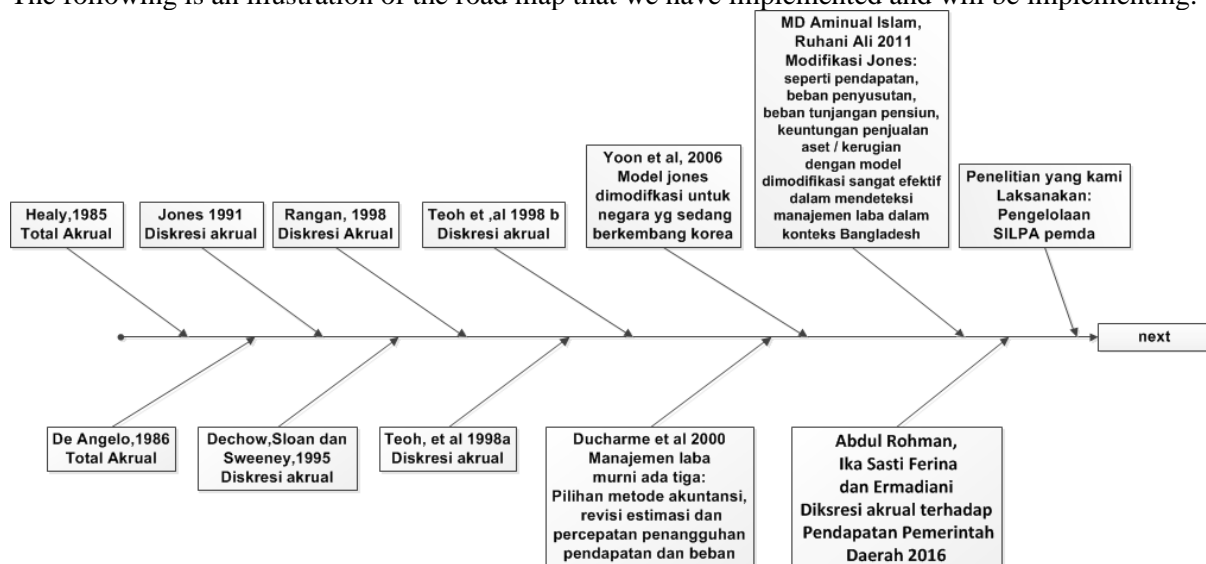 The following is an illustration of the road map that we have implemented and will be implementing:
MD Aminual Islam,
Ruhani Ali 2011
Modifikasi Jones:
seperti pendapatan,
beban penyusutan,
beban tunjangan pensiun,
keuntungan penjualan
aset / kerugian
dengan model
dimodifikasi sangat efektif
dalam mendeteksi
manajemen laba dalam
konteks Bangladesh
Yoon et al, 2006
Model jones
dimodifkasi untuk
negara yg sedang
berkembang korea
Penelitian yang kami
Laksanakan:
Pengelolaan
SILPA pemda
Healy,1985
Total Akrual
Jones 1991
Diskresi akrual
Rangan, 1998
Diskresi Akrual
Teoh et ,al 1998 b
Diskresi akrual
next
De Angelo,1986
Total Akrual
Dechow,Sloan dan
Sweeney,1995
Diskresi akrual
Teoh, et al 1998a
Diskresi akrual
Ducharme et al 2000
Manajemen laba
murni ada tiga:
Pilihan metode akuntansi,
revisi estimasi dan
percepatan penangguhan
pendapatan dan beban
Abdul Rohman,
Ika Sasti Ferina
dan Ermadiani
Diksresi akrual terhadap
Pendapatan Pemerintah
Daerah 2016